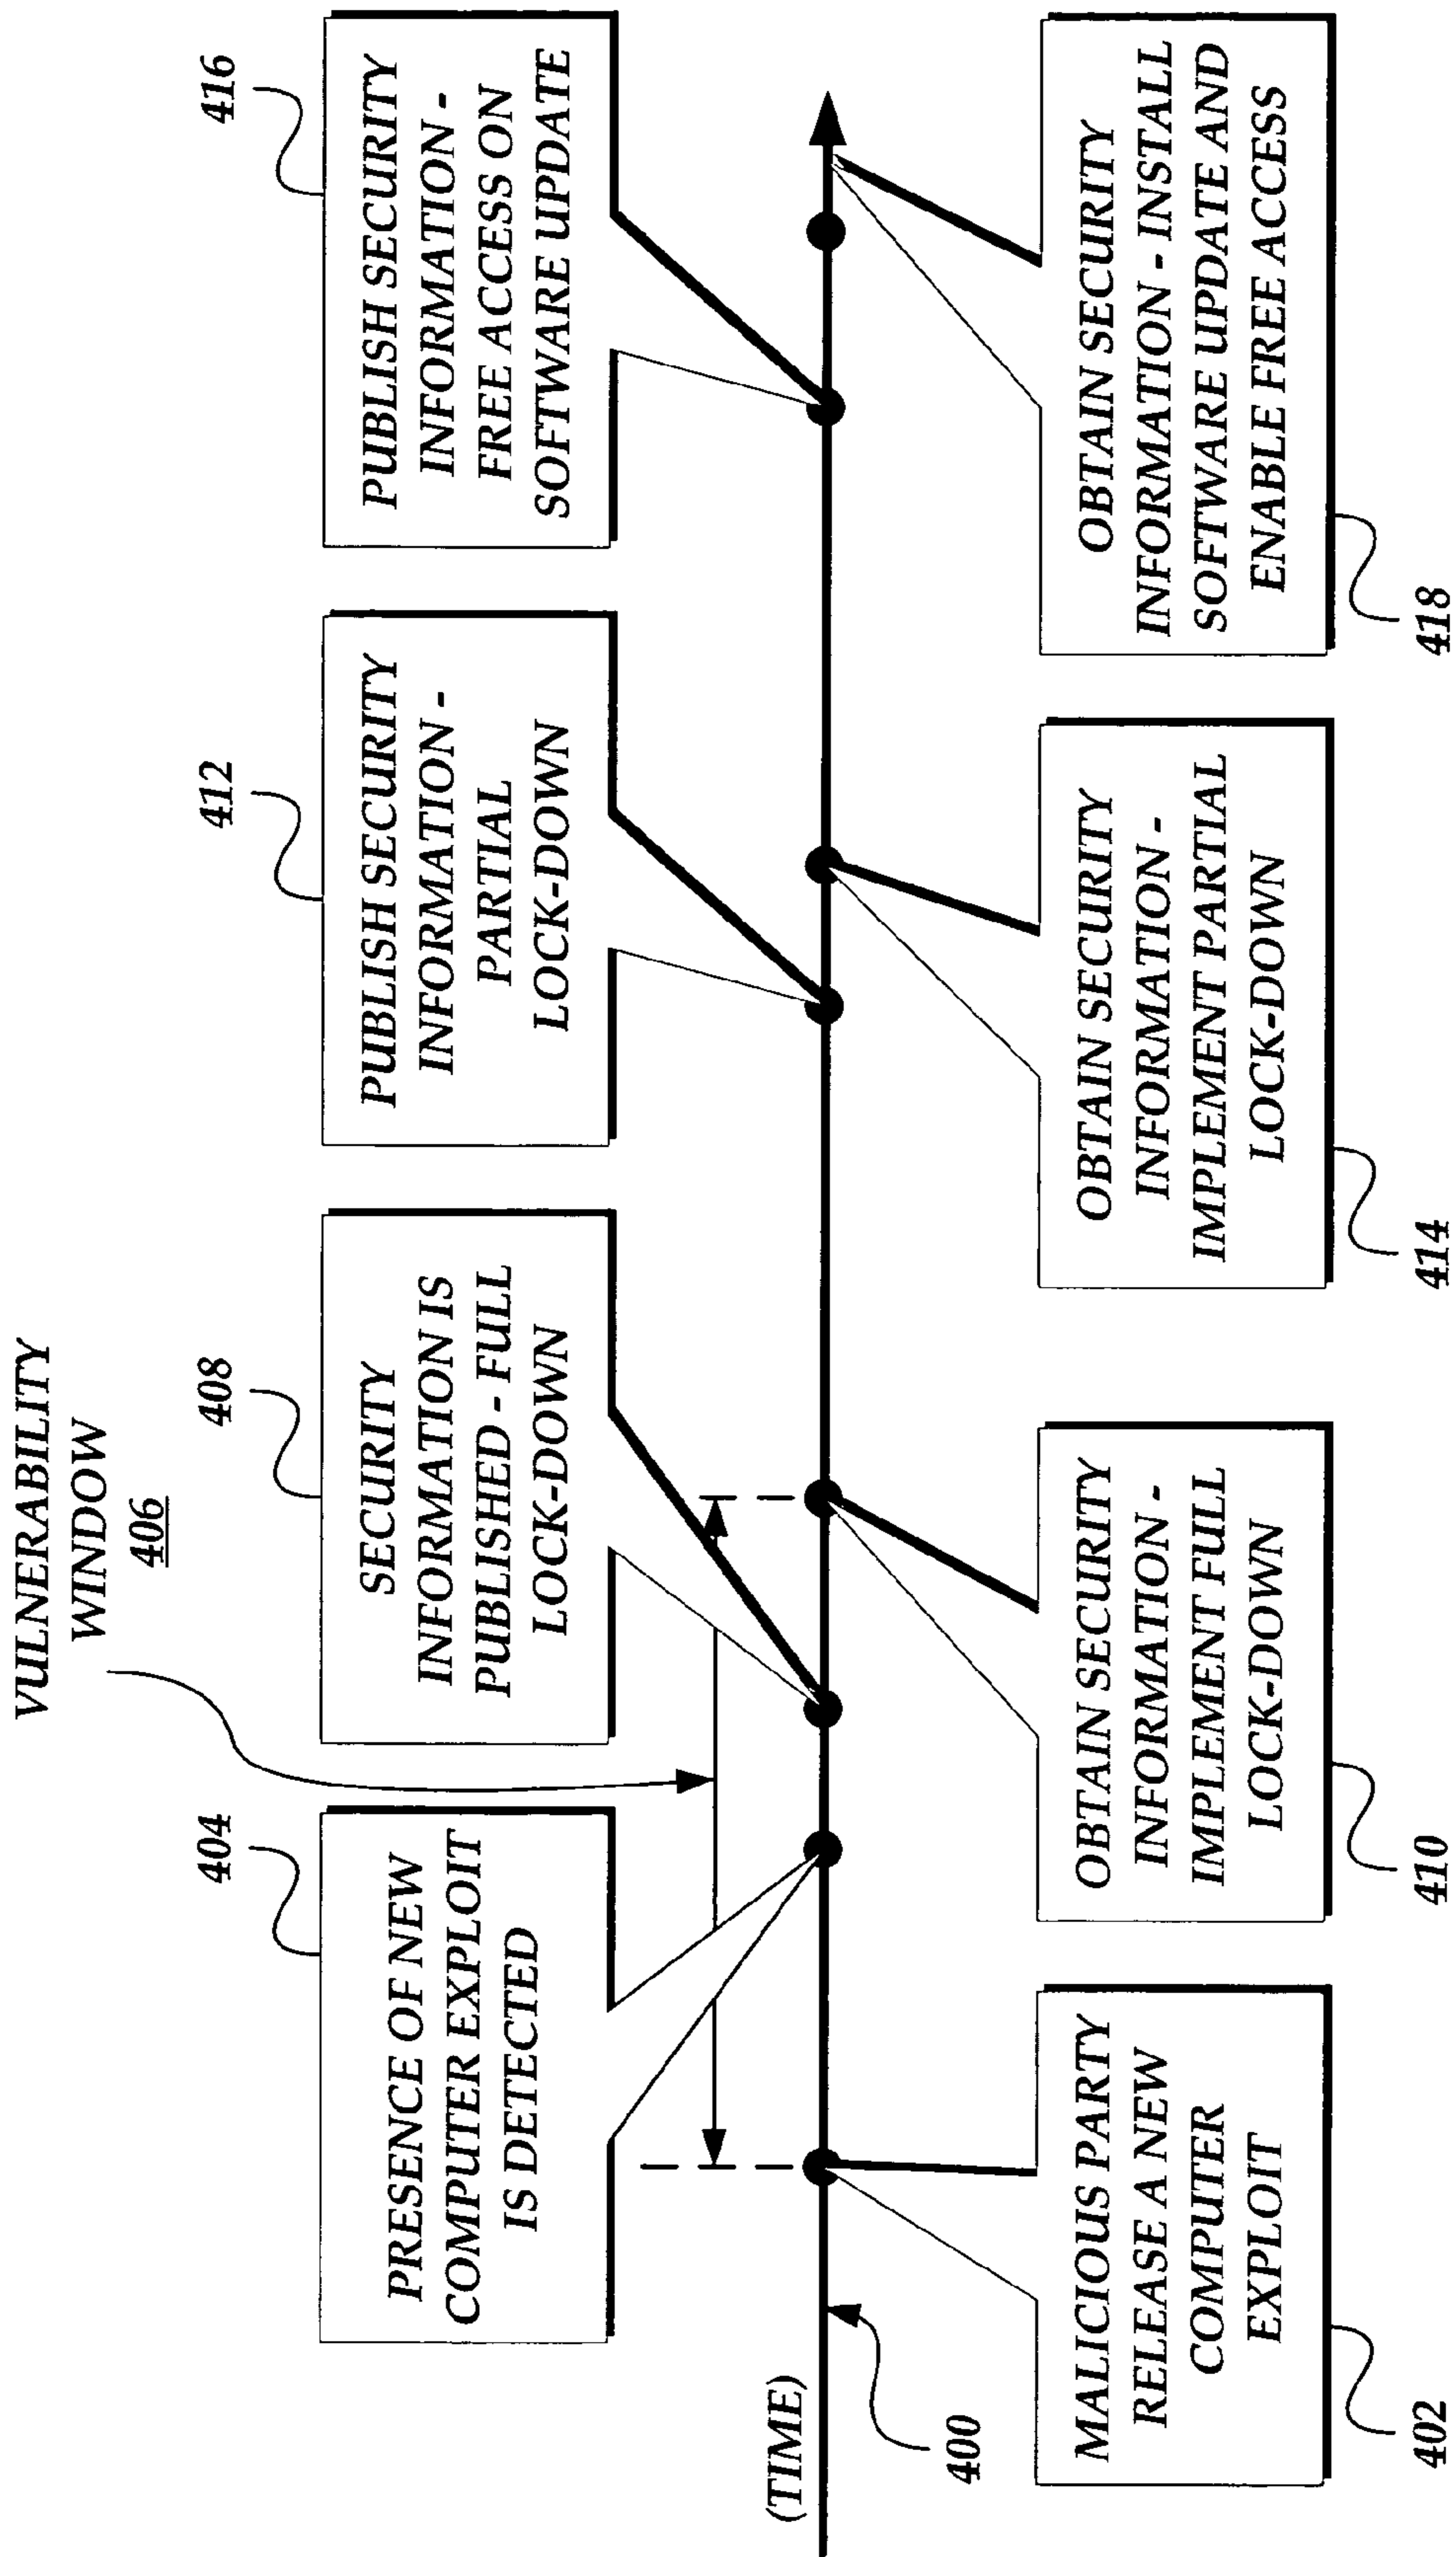 VULNERABILITY
WINDOW
406
404
PRESENCE OF NEW
COMPUTER EXPLOIT
IS DETECTED
408
SECURITY
INFORMATION IS
PUBLISHED - FULL
LOCK-DOWN
412
PUBLISH SECURITY
INFORMATION -
PARTIAL
LOCK-DOWN
416
PUBLISH SECURITY
INFORMATION -
FREE ACCESS ON
SOFTWARE UPDATE
(TIME)
400
MALICIOUS PARTY
RELEASE A NEW
COMPUTER
EXPLOIT
402
OBTAIN SECURITY
INFORMATION -
IMPLEMENT FULL
LOCK-DOWN
410
OBTAIN SECURITY
INFORMATION -
IMPLEMENT PARTIAL
LOCK-DOWN
414
OBTAIN SECURITY
INFORMATION - INSTALL
SOFTWARE UPDATE AND
ENABLE FREE ACCESS
418